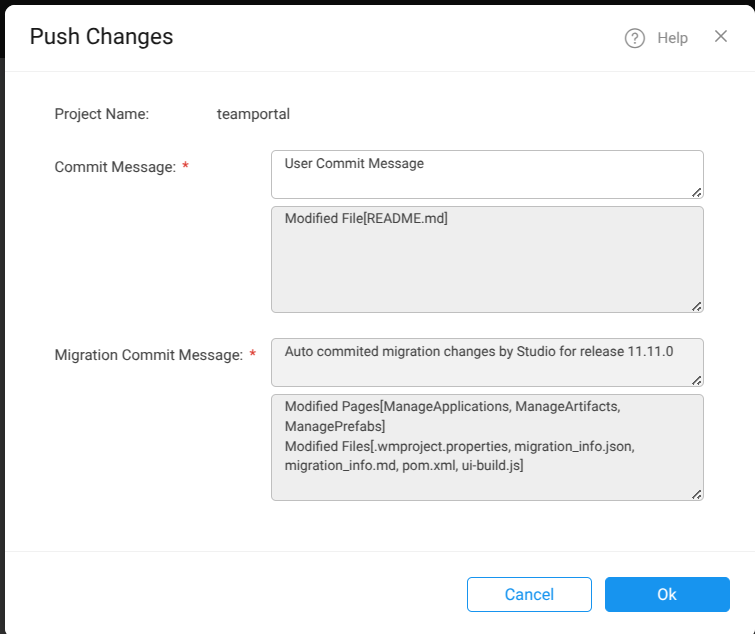 Push Changes
Help
Project Name:
teamportal
Commit Message: *
User Commit Message
Modified File[README.md]
Migration Commit Message: *
Auto commited migration changes by Studio for release 11.11.0
Modified Pages[ManageApplications, ManageArtifacts,
ManagePrefabs]
Modified Files[.wmproject.properties, migration_info.json,
migration_info.md, pom.xml, ui-build.js]
Cancel
Ok